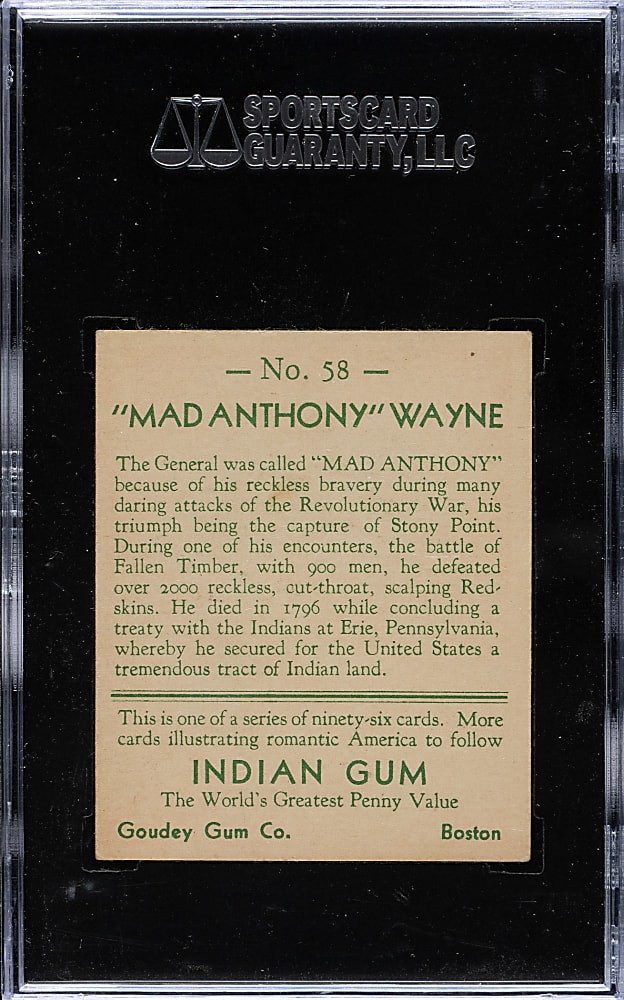 SPORTSCARD
GUARANTY, LLC
— No. 58 —
"MAD ANTHONY" WAYNE
The General was called "MAD ANTHONY"
because of his reckless bravery during many
daring attacks of the Revolutionary War, his
triumph being the capture of Stony Point.
During one of his encounters, the battle of
Fallen Timber, with 900 men, he defeated
over 2000 reckless, cut-throat, scalping Red-
skins. He died in 1796 while concluding a
treaty with the Indians at Erie, Pennsylvania,
whereby he secured for the United States a
tremendous tract of Indian land.
This is one of a series of ninety-six cards. More
cards illustrating romantic America to follow
INDIAN GUM
The World's Greatest Penny Value
Goudey Gum Co. Boston